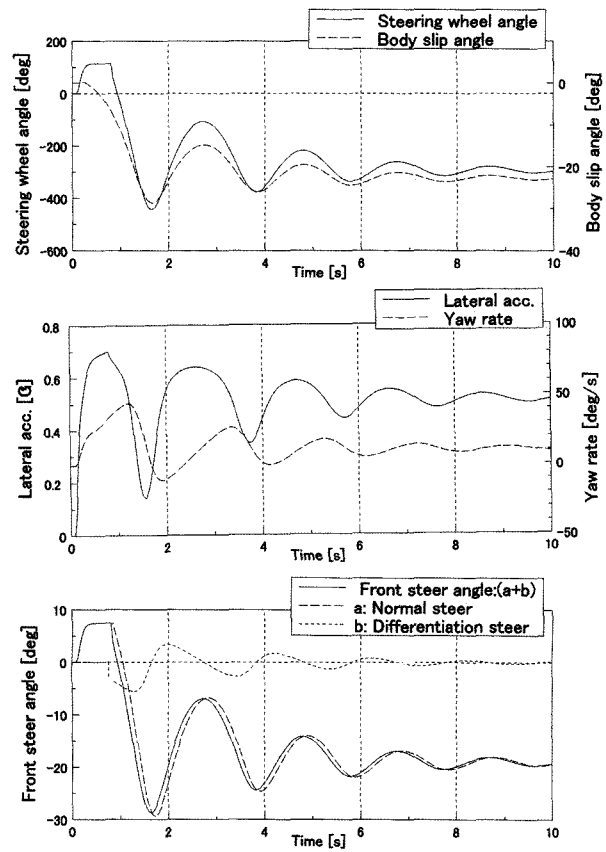 Steering wheel angle
Body slip angle
Steering wheel angle [deg]
200
0
-200
-400
-600
0
-20
-40
Body slip angle [deg]
0 2 4 6 8 10
Time [s]
Lateral acc.
Yaw rate
Lateral acc. [G]
0.8
0.6
0.4
0.2
0
100
50
0
-50
Yaw rate [deg/s]
0 2 4 6 8 10
Time [s]
Front steer angle:(a+b)
a: Normal steer
b: Differentiation steer
Front steer angle [deg]
10
0
-10
-20
-30
0 2 4 6 8 10
Time [s]